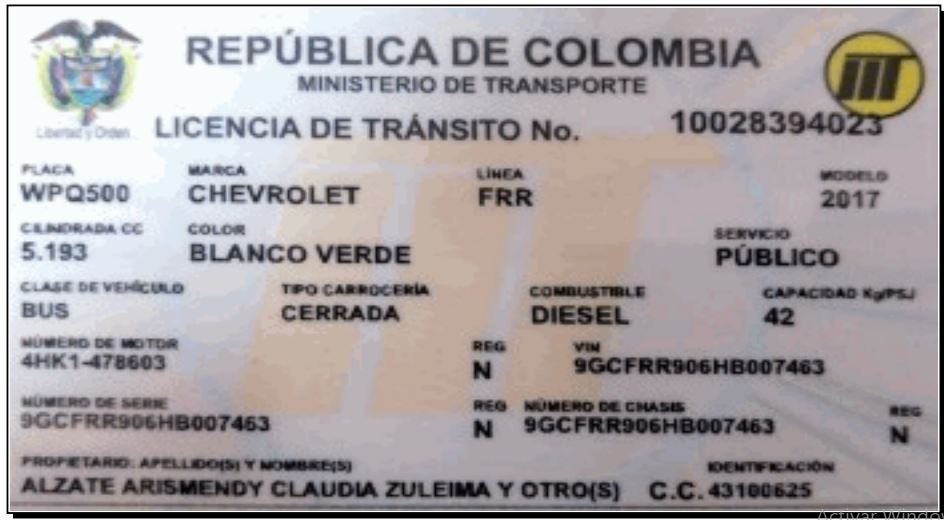 REPÚBLICA DE COLOMBIA
MINISTERIO DE TRANSPORTE
Libertad y Orden
LICENCIA DE TRÁNSITO No. 10028394023
PLACA MARCA LÍNEA MODELO
WPQ500 CHEVROLET FRR 2017
CILINDRADA CC COLOR SERVICIO
5.193 BLANCO VERDE PÚBLICO
CLASE DE VEHÍCULO TIPO CARROCERÍA COMBUSTIBLE CAPACIDAD Kg/PSJ
BUS CERRADA DIESEL 42
NÚMERO DE MOTOR REG VIN
4HK1-478603 N 9GCFRR906HB007463
NÚMERO DE SERIE REG NÚMERO DE CHASIS REG
9GCFRR906HB007463 N 9GCFRR906HB007463 N
PROPIETARIO: APELLIDO(S) Y NOMBRE(S) IDENTIFICACIÓN
ALZATE ARISMENDY CLAUDIA ZULEIMA Y OTRO(S) C.C. 43100625